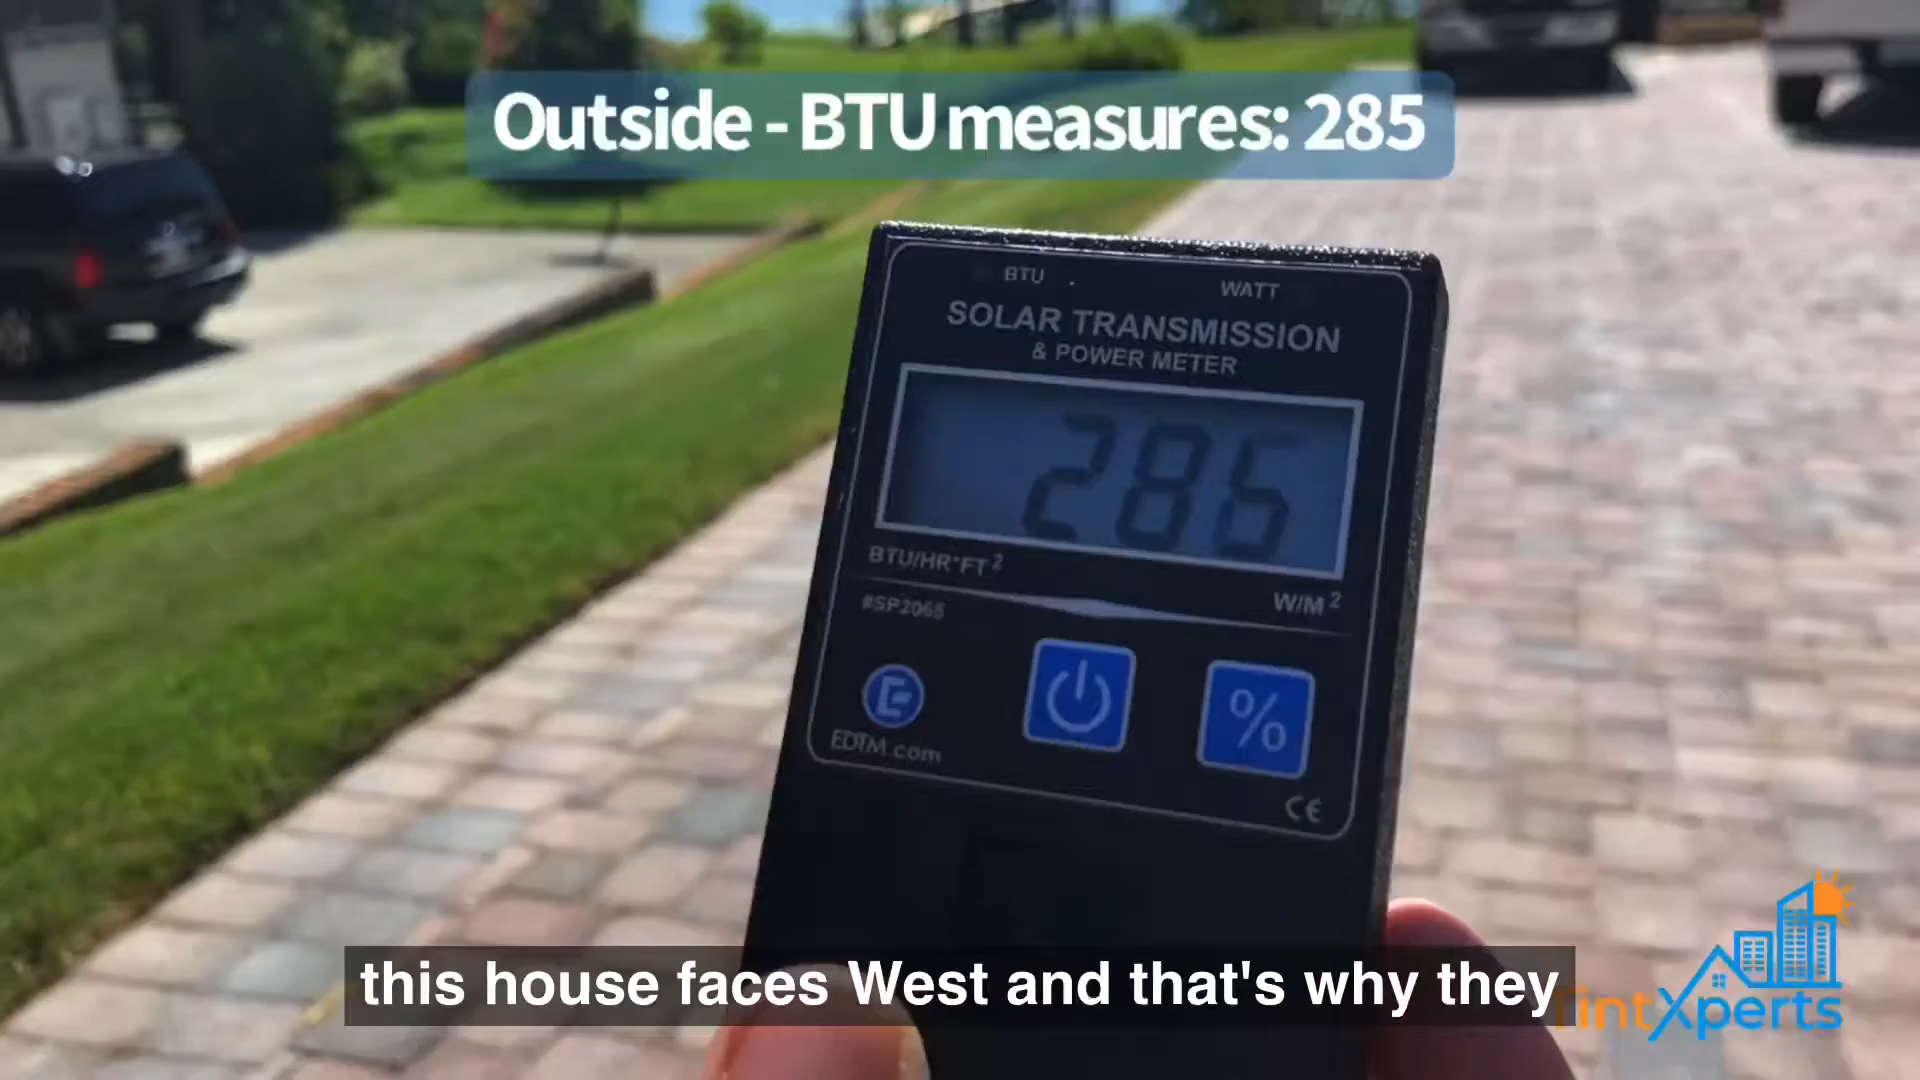 Outside - BTU measures: 285
BTU
WATT
SOLAR TRANSMISSION
& POWER METER
285
BTU/HR*FT²
W/M²
#SP2065
%
EDTM.com
CE
this house faces West and that's why they
TintXperts